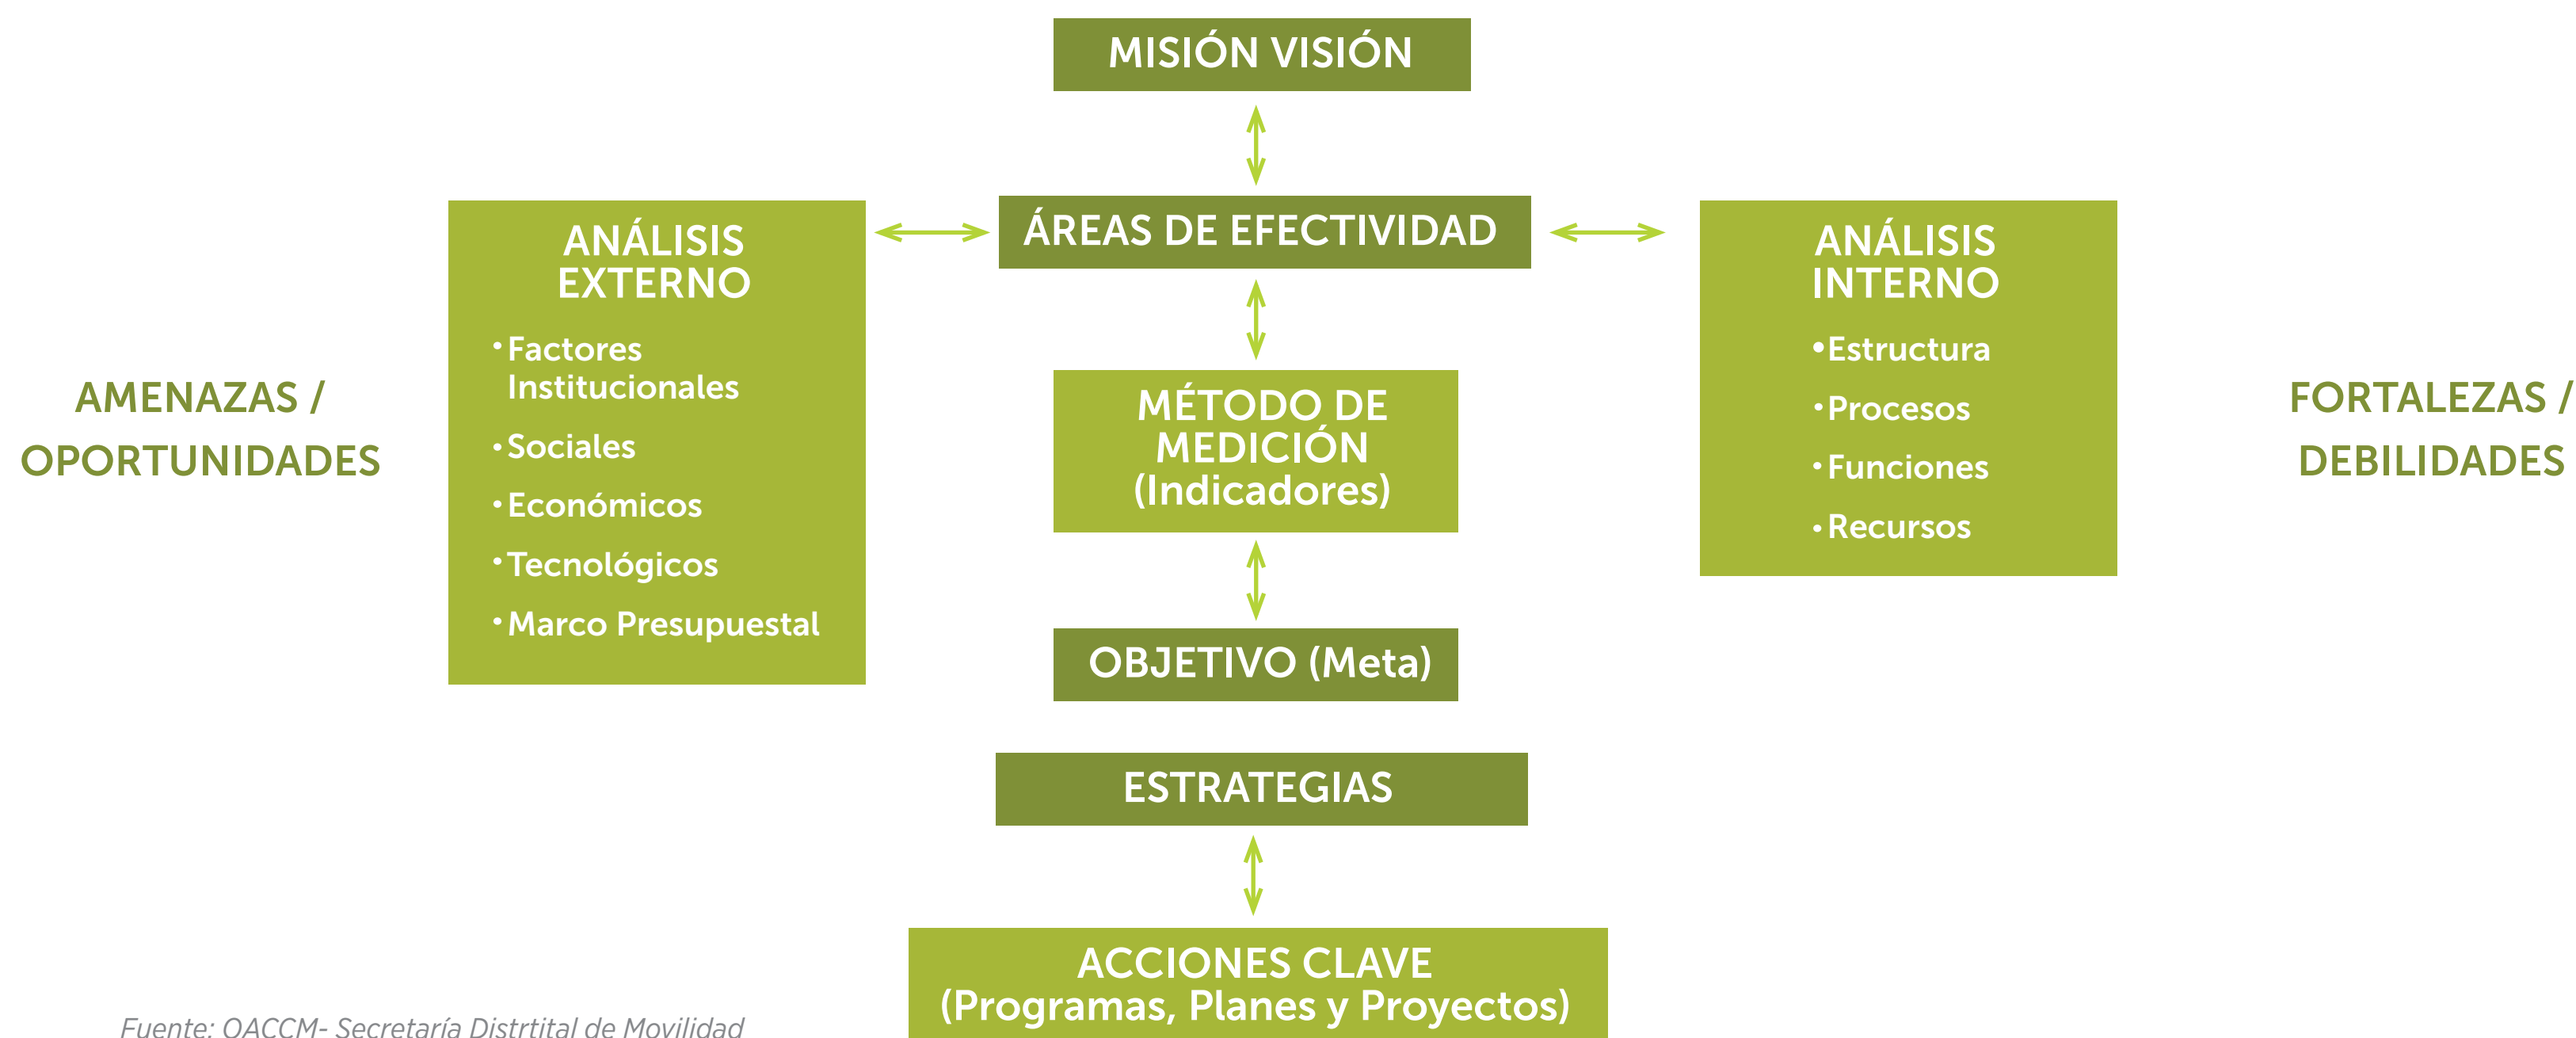 MISIÓN VISIÓN
ÁREAS DE EFECTIVIDAD
AMENAZAS /
OPORTUNIDADES
ANÁLISIS
EXTERNO
• Factores
Institucionales
• Sociales
• Económicos
• Tecnológicos
• Marco Presupuestal
MÉTODO DE
MEDICIÓN
(Indicadores)
OBJETIVO (Meta)
ANÁLISIS
INTERNO
• Estructura
• Procesos
• Funciones
• Recursos
FORTALEZAS /
DEBILIDADES
ESTRATEGIAS
ACCIONES CLAVE
(Programas, Planes y Proyectos)
Fuente: OACCM- Secretaría Distrtital de Movilidad